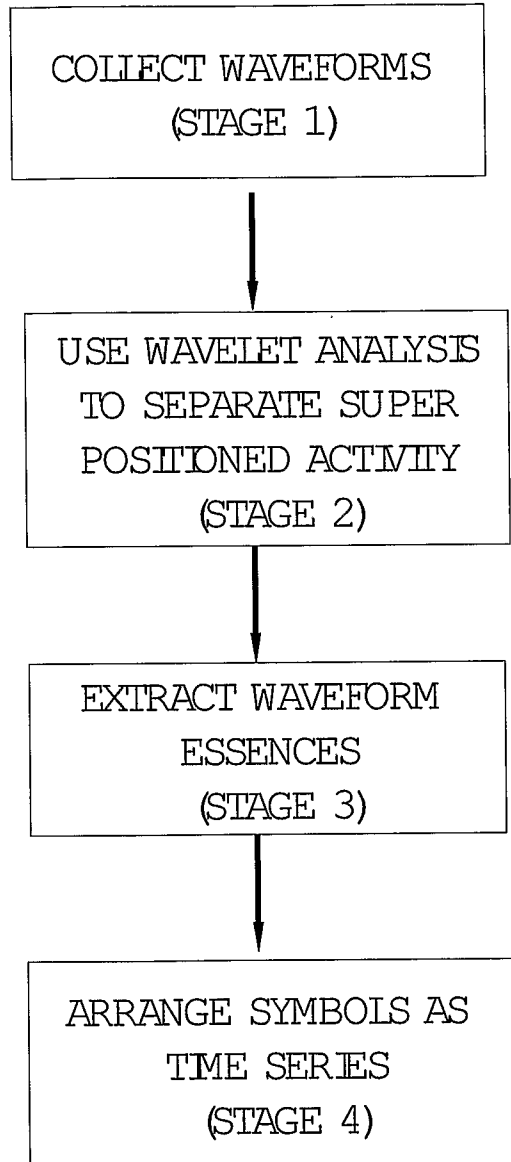 COLLECT WAVEFORMS
(STAGE 1)
USE WAVELET ANALYSIS
TO SEPARATE SUPER
POSITIONED ACTIVITY
(STAGE 2)
EXTRACT WAVEFORM
ESSENCES
(STAGE 3)
ARRANGE SYMBOLS AS
TIME SERIES
(STAGE 4)